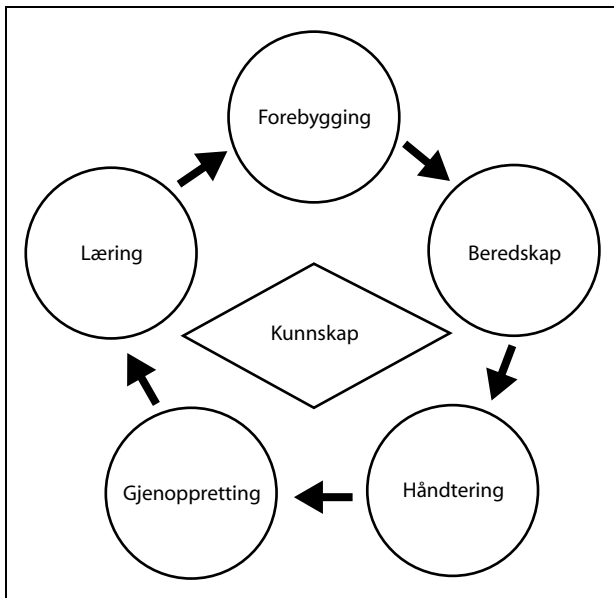 Forebygging
Beredskap
Håndtering
Gjenoppretting
Læring
Kunnskap